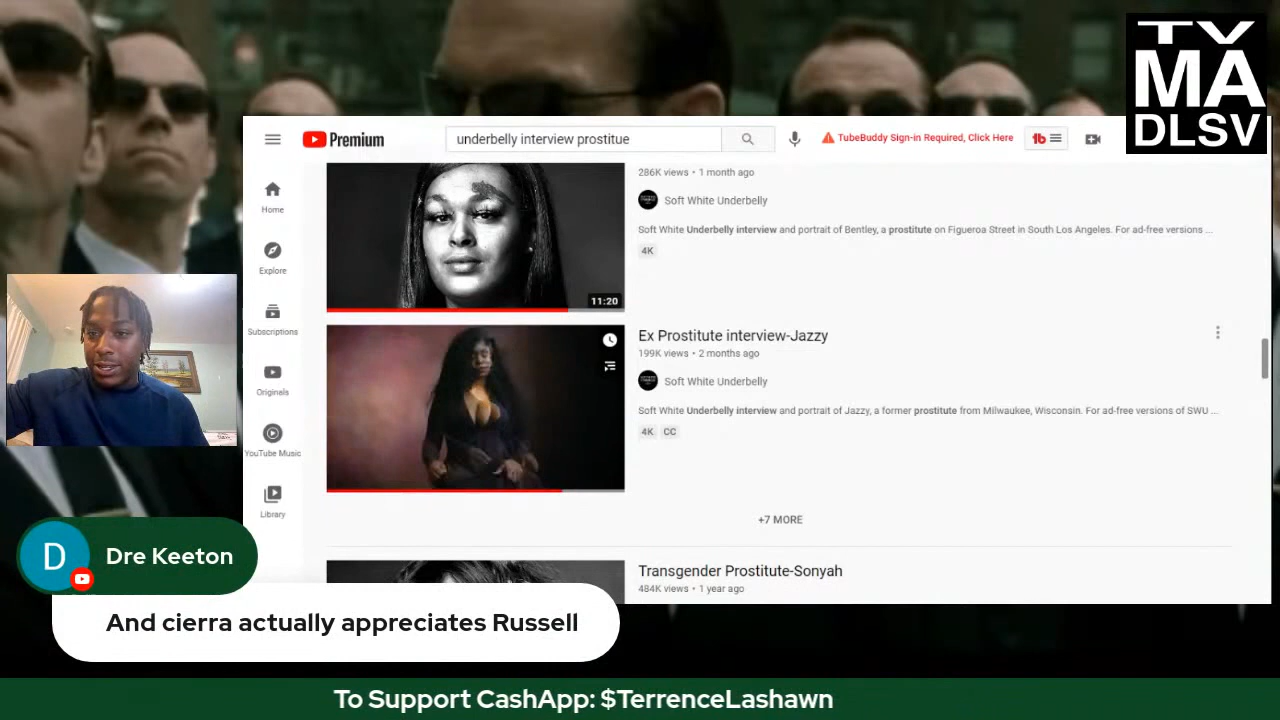 TV
MA
DLSV
Premium
underbelly interview prostitue
TubeBuddy Sign-in Required, Click Here
tb
Home
Explore
Subscriptions
Originals
YouTube Music
Library
286K views • 1 month ago
Soft White Underbelly
Soft White Underbelly interview and portrait of Bentley, a prostitute on Figueroa Street in South Los Angeles. For ad-free versions ...
4K
11:20
Ex Prostitute interview-Jazzy
199K views • 2 months ago
Soft White Underbelly
Soft White Underbelly interview and portrait of Jazzy, a former prostitute from Milwaukee, Wisconsin. For ad-free versions of SWU ...
4K CC
+7 MORE
Transgender Prostitute-Sonyah
484K views • 1 year ago
D
Dre Keeton
And cierra actually appreciates Russell
To Support CashApp: $TerrenceLashawn